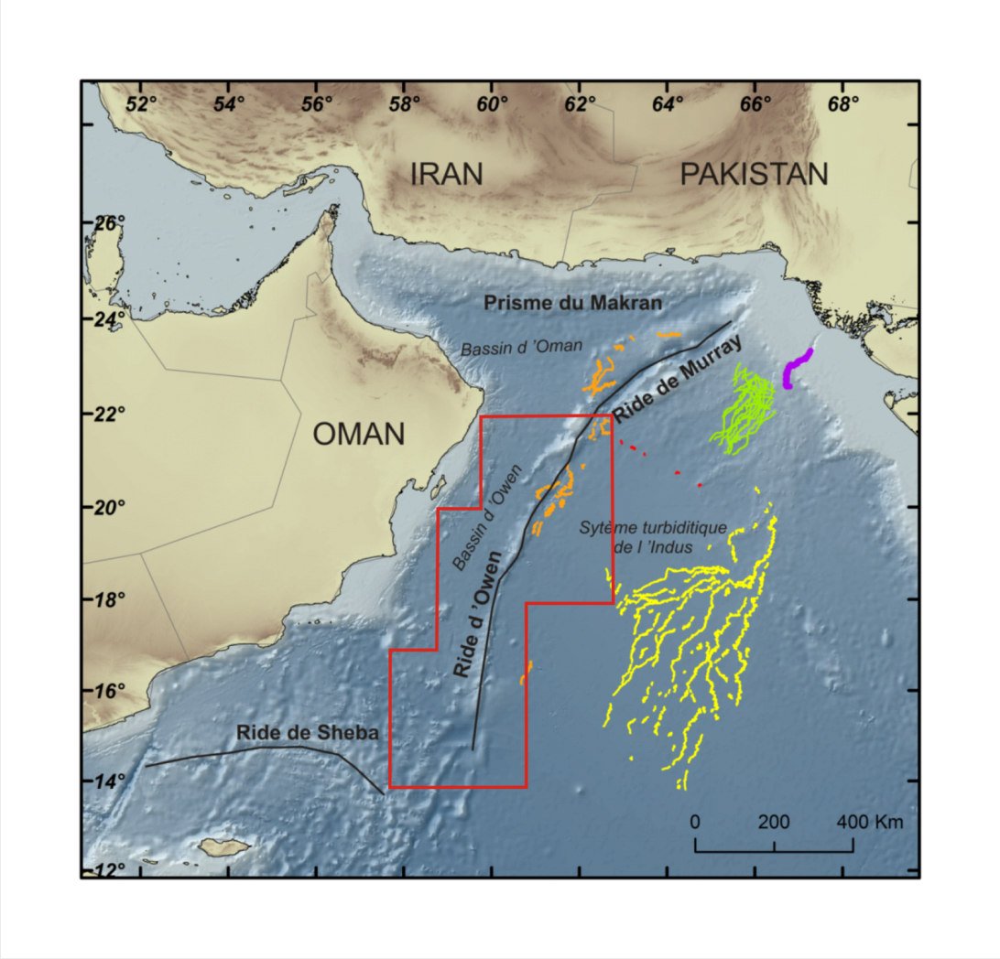 52° 54° 56° 58° 60° 62° 64° 66° 68°
IRAN
PAKISTAN
26°
Prisme du Makran
24°
Bassin d 'Oman
Ride de Murray
22°
OMAN
20°
Bassin d 'Owen
Sytème turbiditique
de l 'Indus
18°
Ride d 'Owen
16°
Ride de Sheba
14°
0 200 400 Km
12°